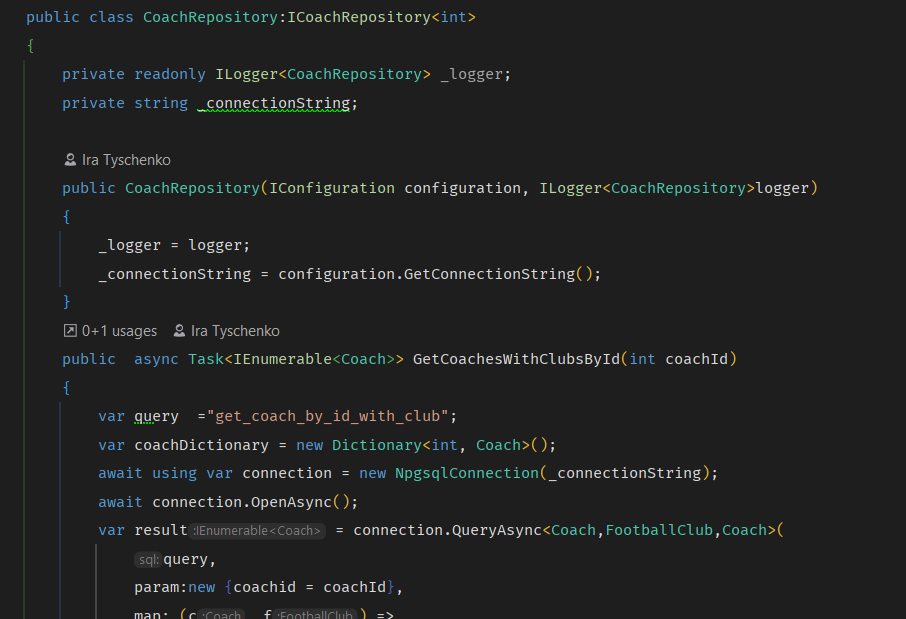 public class CoachRepository:ICoachRepository<int>
{
private readonly ILogger<CoachRepository> _logger;
private string _connectionString;
Ira Tyschenko
public CoachRepository(IConfiguration configuration, ILogger<CoachRepository>logger)
{
_logger = logger;
_connectionString = configuration.GetConnectionString();
}
0+1 usages Ira Tyschenko
public async Task<IEnumerable<Coach>> GetCoachesWithClubsById(int coachId)
{
var query ="get_coach_by_id_with_club";
var coachDictionary = new Dictionary<int, Coach>();
await using var connection = new NpgsqlConnection(_connectionString);
await connection.OpenAsync();
var result :IEnumerable<Coach> = connection.QueryAsync<Coach,FootballClub,Coach>(
sql: query,
param:new {coachid = coachId},
map: (c :Coach , f :FootballClub ) =>